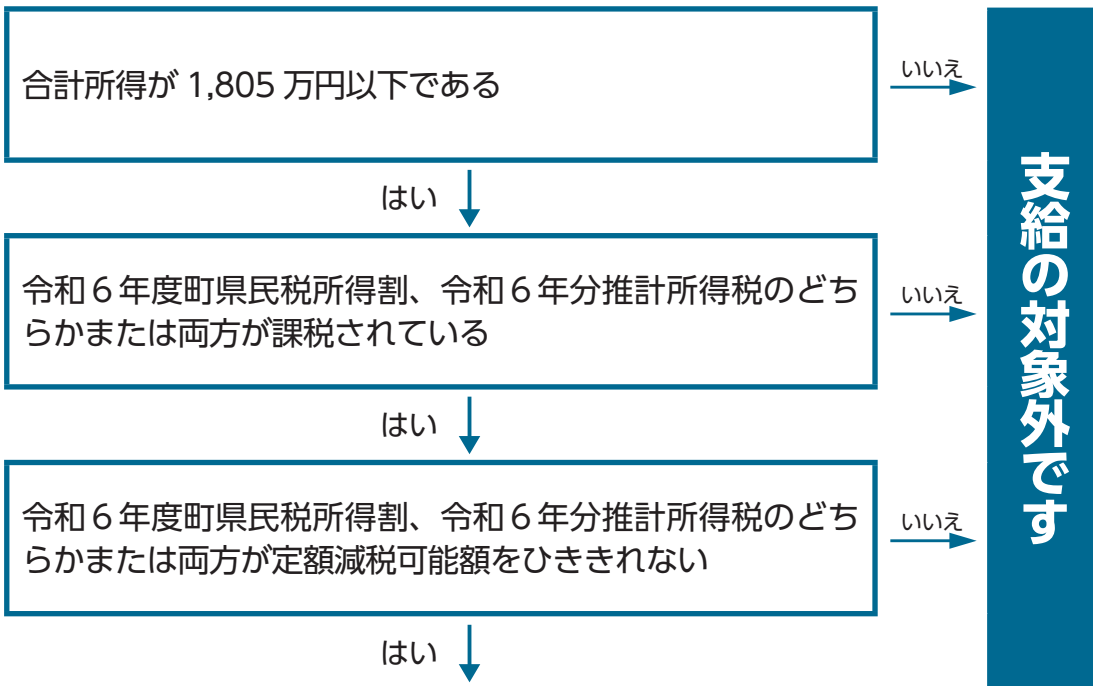 合計所得が 1,805 万円以下である
いいえ
はい
令和６年度町県民税所得割、令和６年分推計所得税のどち
らかまたは両方が課税されている
いいえ
はい
令和６年度町県民税所得割、令和６年分推計所得税のどち
らかまたは両方が定額減税可能額をひききれない
いいえ
はい
支給の対象外です